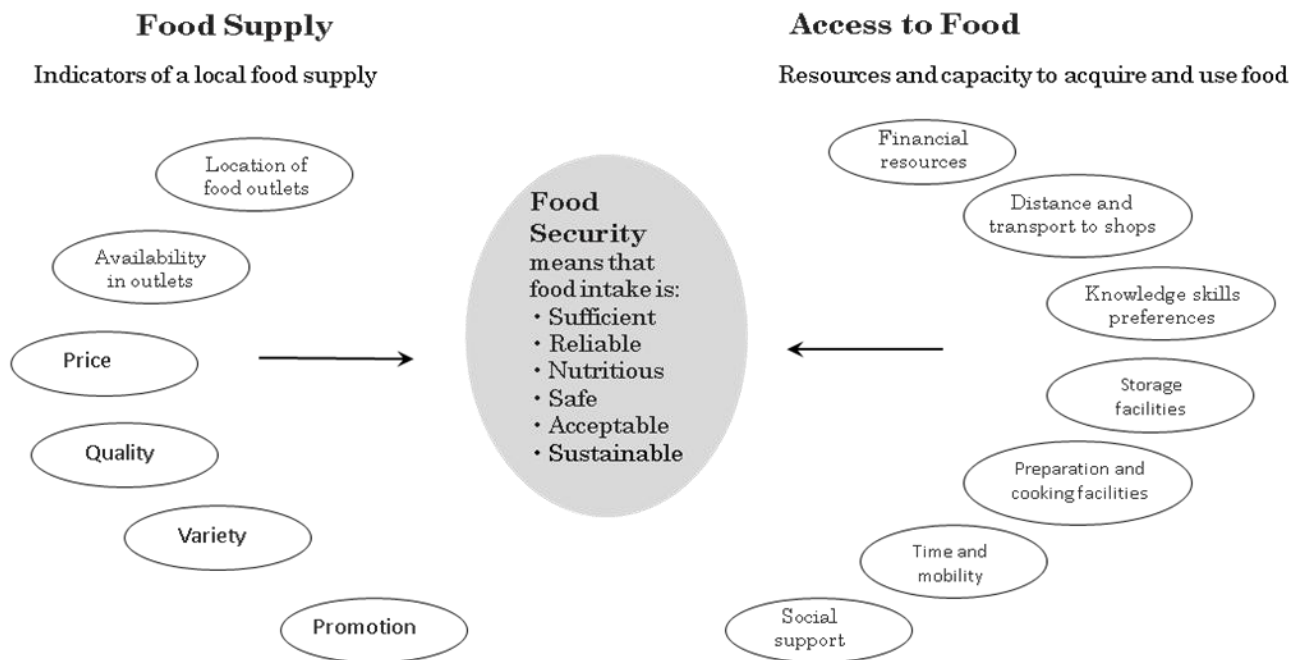 Food Supply
Indicators of a local food supply
Location of
food outlets
Availability
in outlets
Price
Quality
Variety
Promotion
Food
Security
means that
food intake is:
• Sufficient
• Reliable
• Nutritious
• Safe
• Acceptable
• Sustainable
Access to Food
Resources and capacity to acquire and use food
Financial
resources
Distance and
transport to shops
Knowledge skills
preferences
Storage
facilities
Preparation and
cooking facilities
Time and
mobility
Social
support